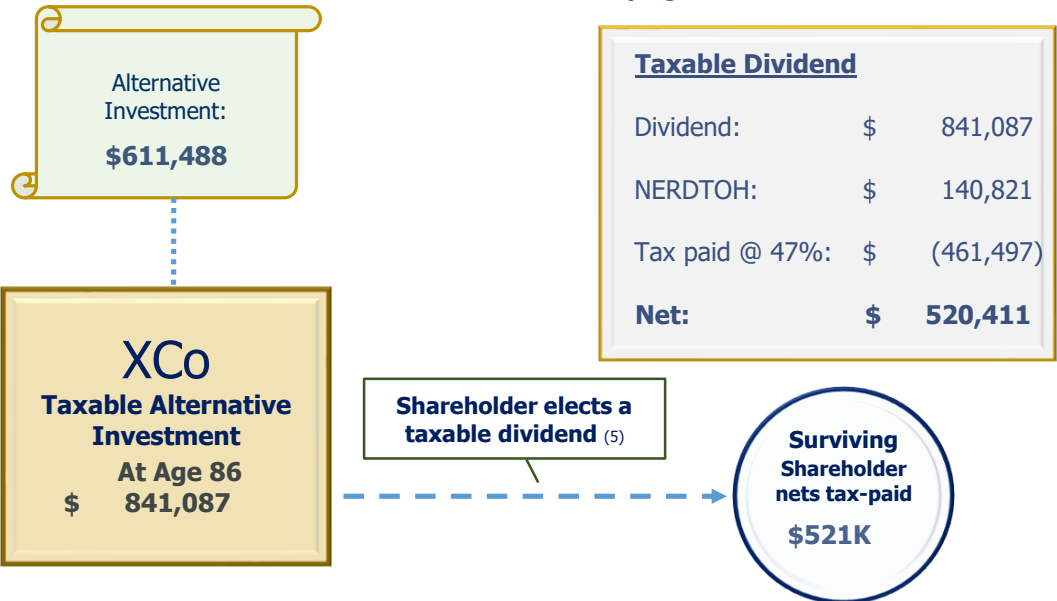 Alternative
Investment:
$611,488
Taxable Dividend
Dividend: $ 841,087
NERDTOH: $ 140,821
Tax paid @ 47%: $ (461,497)
Net: $ 520,411
XCo
Taxable Alternative
Investment
At Age 86
$ 841,087
Shareholder elects a
taxable dividend (5)
Surviving
Shareholder
nets tax-paid
$521K